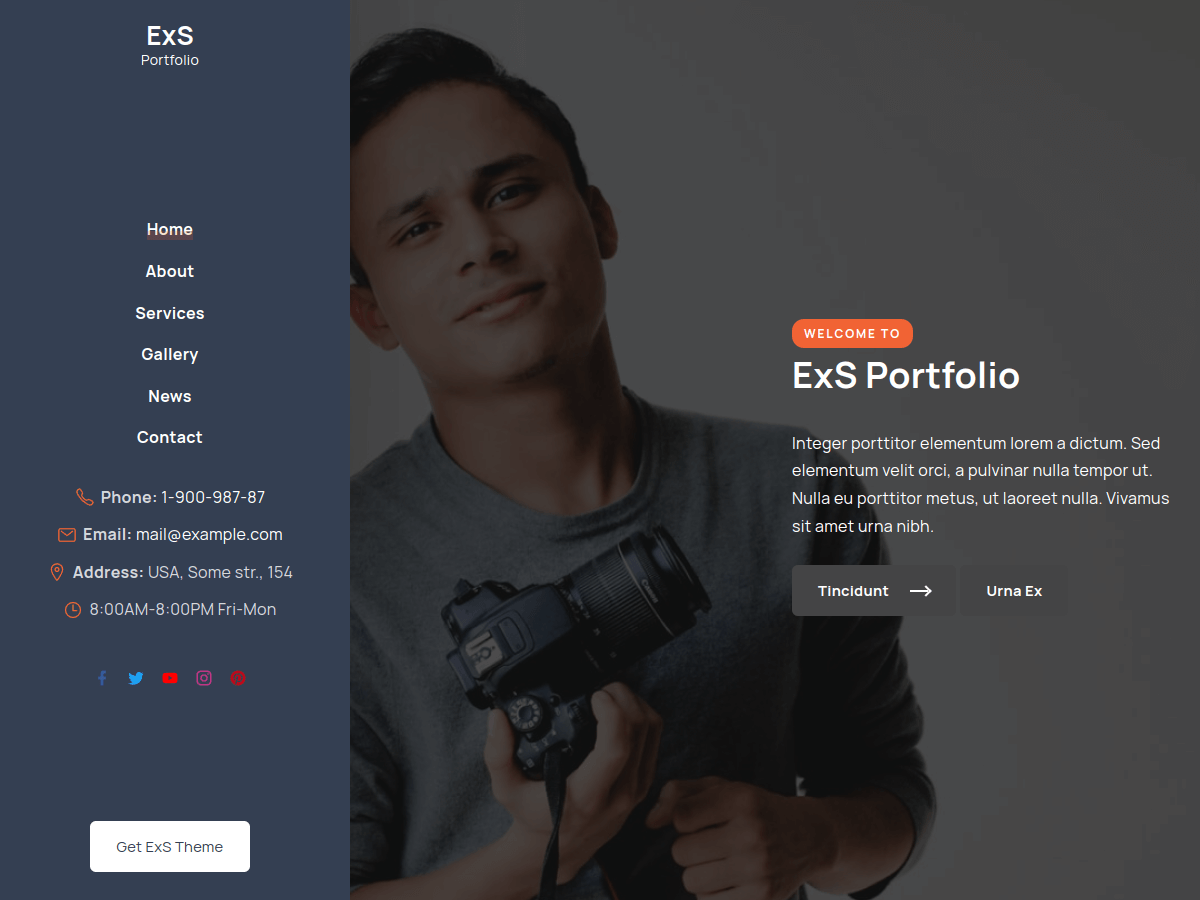 ExS
Portfolio
Home
About
Services
Gallery
News
Contact
Phone: 1-900-987-87
Email: mail@example.com
Address: USA, Some str., 154
8:00AM-8:00PM Fri-Mon
Get ExS Theme
WELCOME TO
ExS Portfolio
Integer porttitor elementum lorem a dictum. Sed
elementum velit orci, a pulvinar nulla tempor ut.
Nulla eu porttitor metus, ut laoreet nulla. Vivamus
sit amet urna nibh.
Tincidunt
Urna Ex
Canon